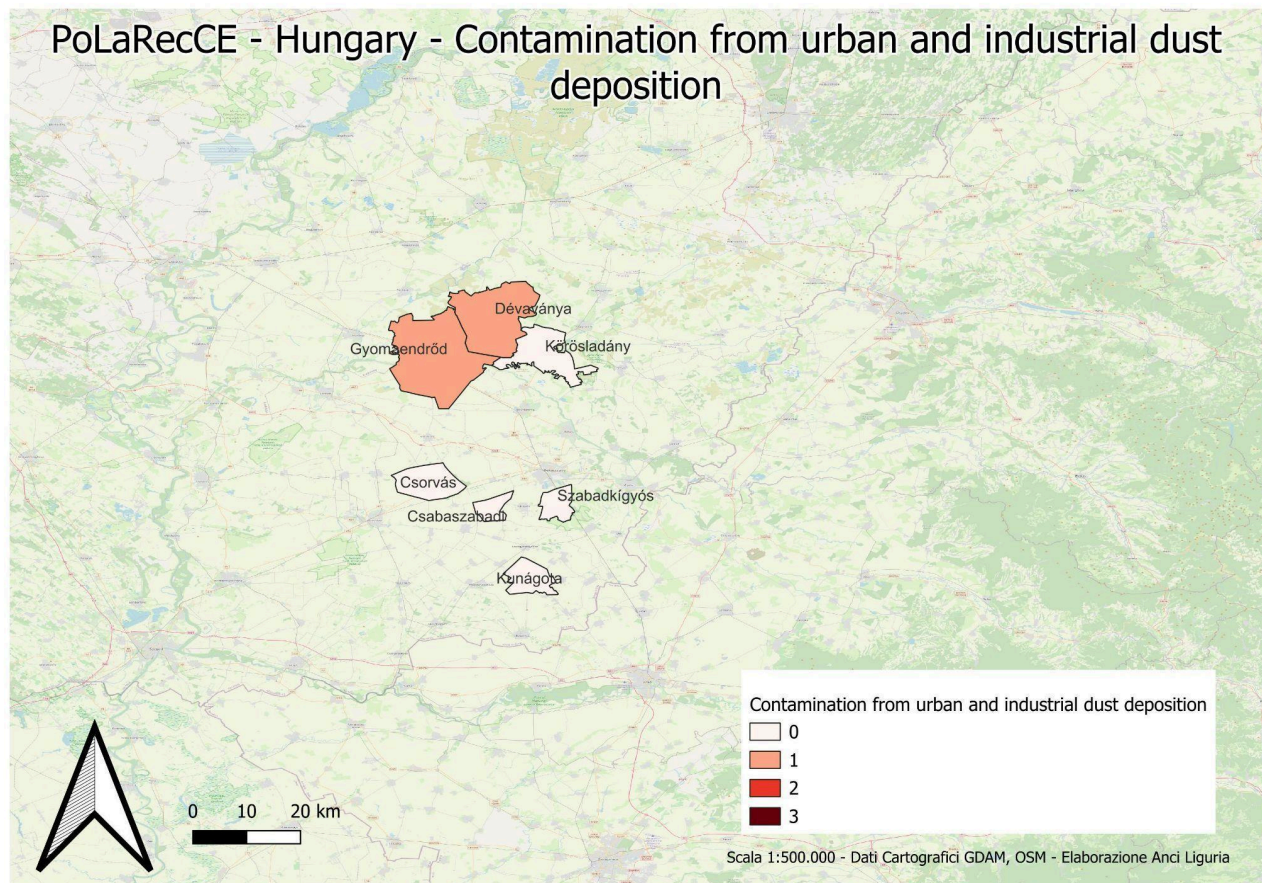 PoLaRecCE - Hungary - Contamination from urban and industrial dust
deposition
Dévaványa
Gyomaendrőd
Körösladány
Csorvás
Szabadkígyós
Csabaszabadi
Kunágota
Contamination from urban and industrial dust deposition
0
1
2
3
0 10 20 km
Scala 1:500.000 - Dati Cartografici GDAM, OSM - Elaborazione Anci Liguria